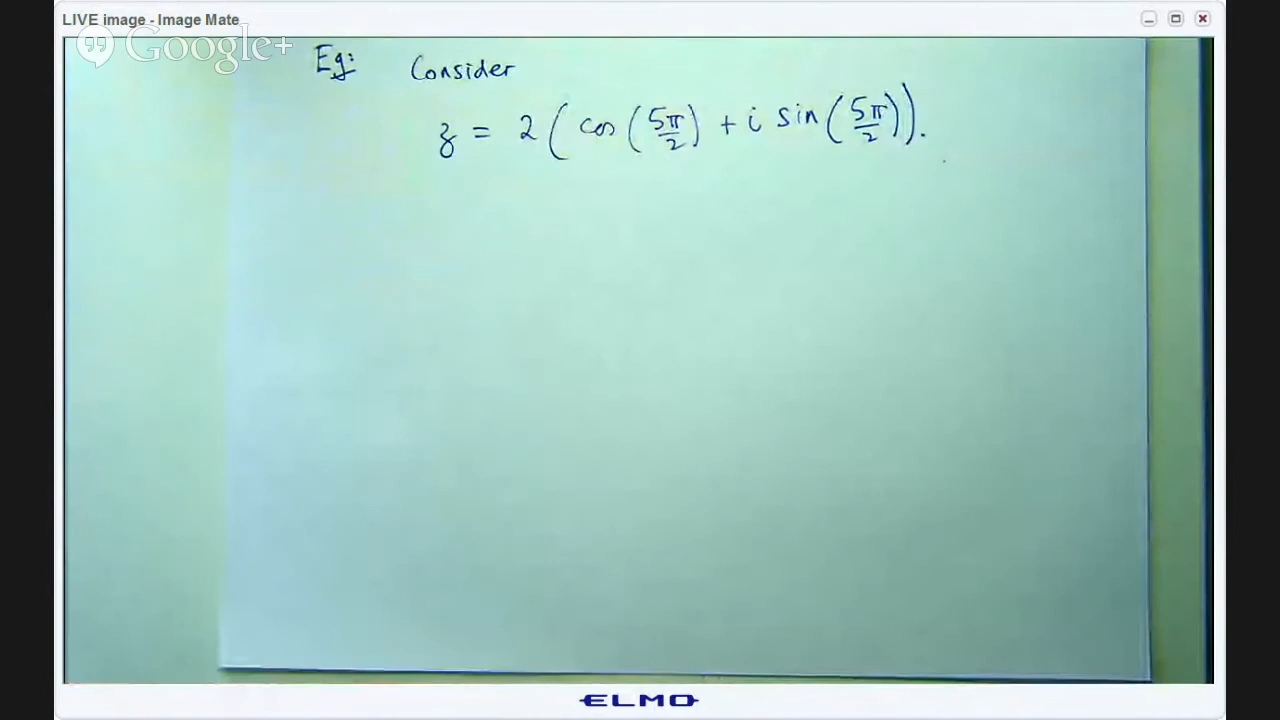 LIVE image - Image Mate
Google+
Eg: Consider
z = 2 ( cos ( 5π/2 ) + i sin ( 5π/2 ) ) .
ELMO